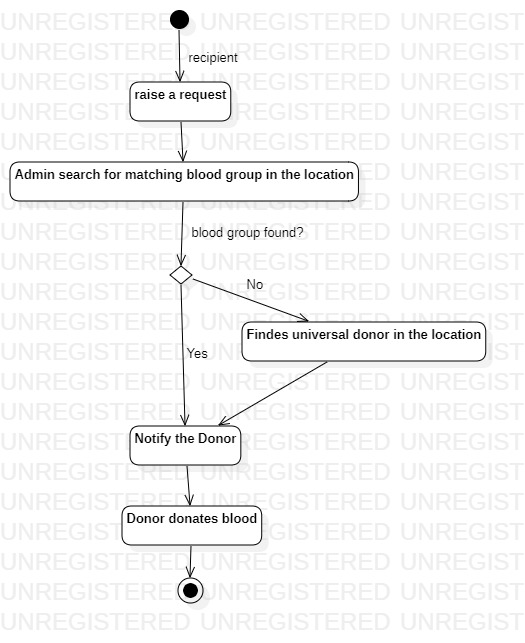 recipient
raise a request
Admin search for matching blood group in the location
blood group found?
No
Findes universal donor in the location
Yes
Notify the Donor
Donor donates blood
UNREGISTERED UNREGISTERED UNREGIST